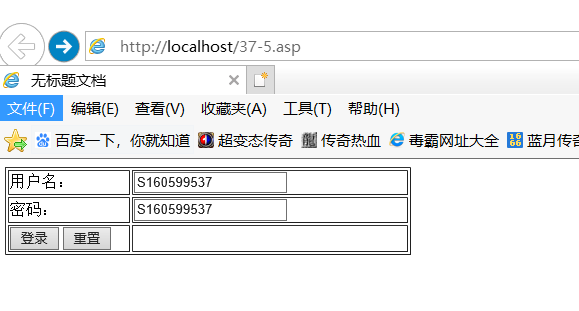 http://localhost/37-5.asp
无标题文档
文件(F) 编辑(E) 查看(V) 收藏夹(A) 工具(T) 帮助(H)
百度一下，你就知道 超变态传奇 传奇热血 毒霸网址大全 蓝月传奇
用户名： S160599537
密码： S160599537
登录 重置